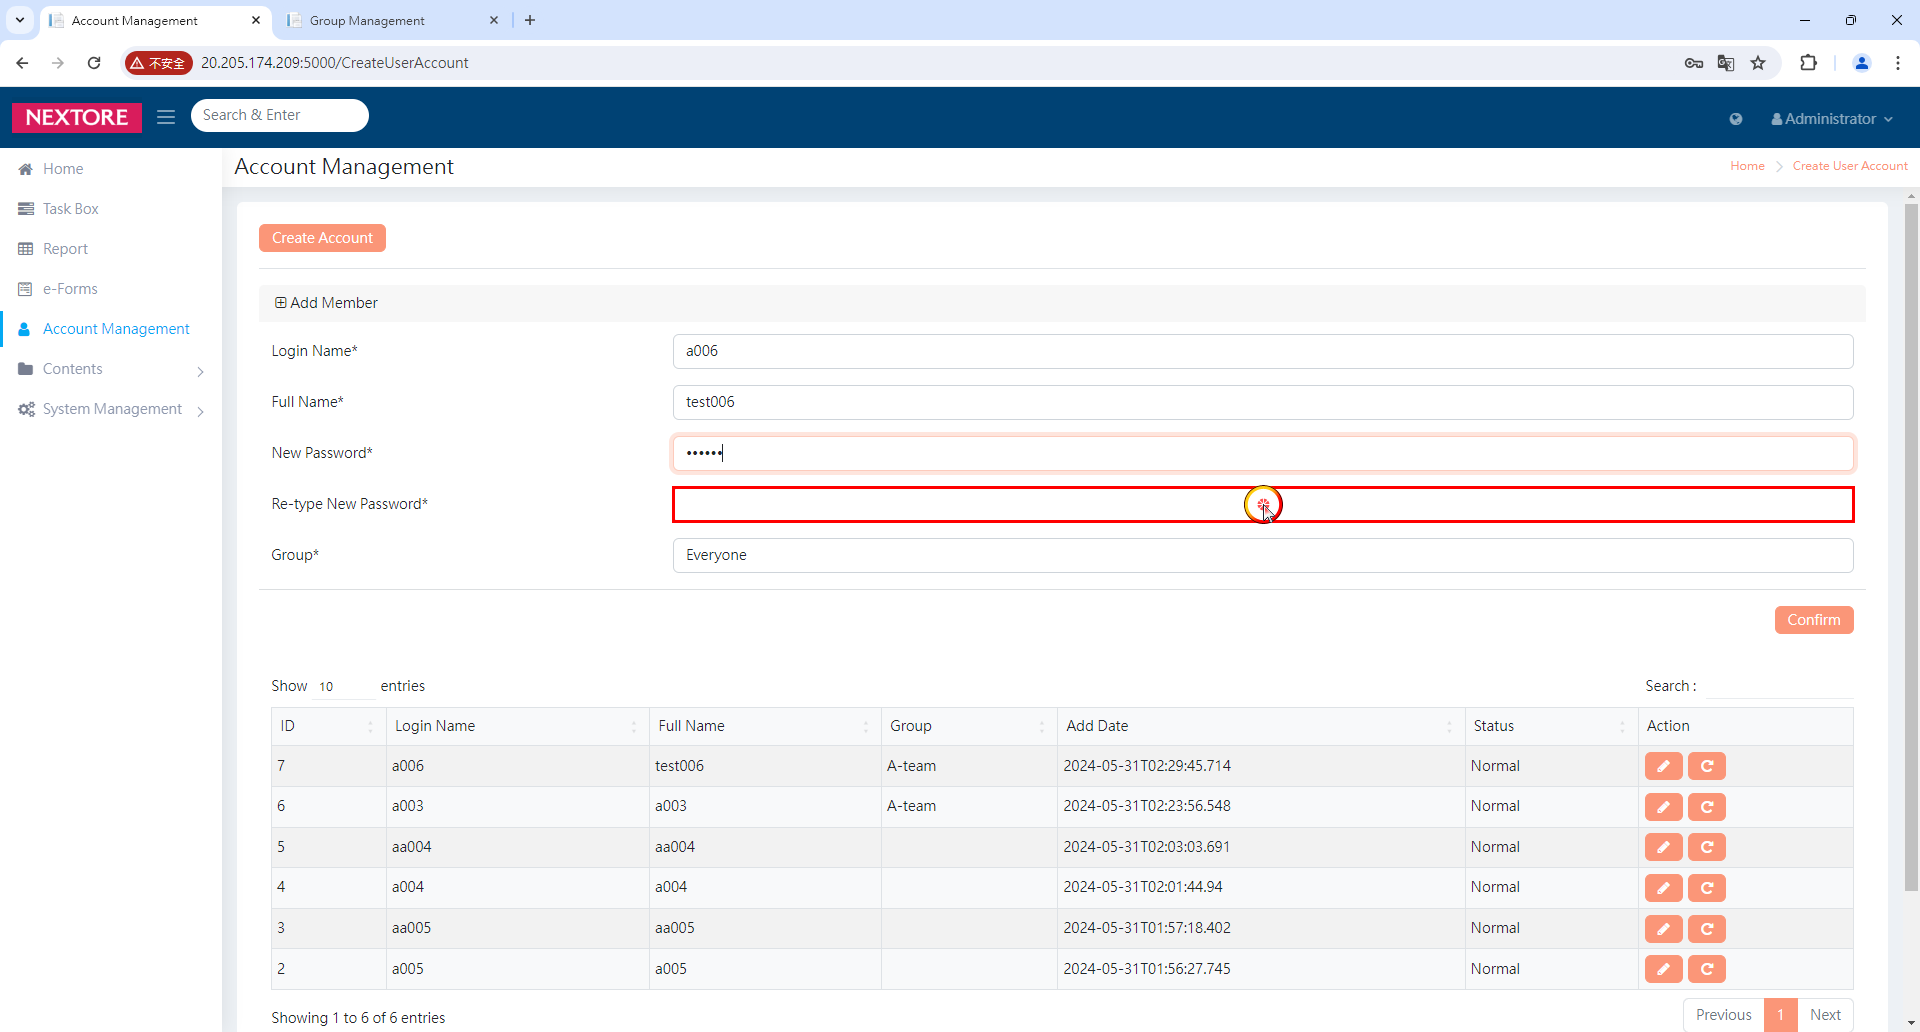 Account Management
Group Management
不安全
20.205.174.209:5000/CreateUserAccount
NEXTORE
Search & Enter
Administrator
Home
Task Box
Report
e-Forms
Account Management
Contents
System Management
Account Management
Home
Create User Account
Create Account
Add Member
Login Name*
a006
Full Name*
test006
New Password*
••••••
Re-type New Password*
Group*
Everyone
Confirm
Show 10 entries
Search :
ID Login Name Full Name Group Add Date Status Action
7 a006 test006 A-team 2024-05-31T02:29:45.714 Normal
6 a003 a003 A-team 2024-05-31T02:23:56.548 Normal
5 aa004 aa004 2024-05-31T02:03:03.691 Normal
4 a004 a004 2024-05-31T02:01:44.94 Normal
3 aa005 aa005 2024-05-31T01:57:18.402 Normal
2 a005 a005 2024-05-31T01:56:27.745 Normal
Showing 1 to 6 of 6 entries
Previous 1 Next